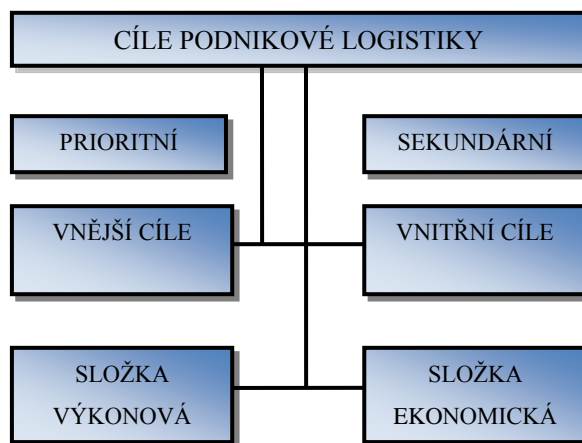 CÍLE PODNIKOVÉ LOGISTIKY
PRIORITNÍ
SEKUNDÁRNÍ
VNĚJŠÍ CÍLE
VNITŘNÍ CÍLE
SLOŽKA
VÝKONOVÁ
SLOŽKA
EKONOMICKÁ